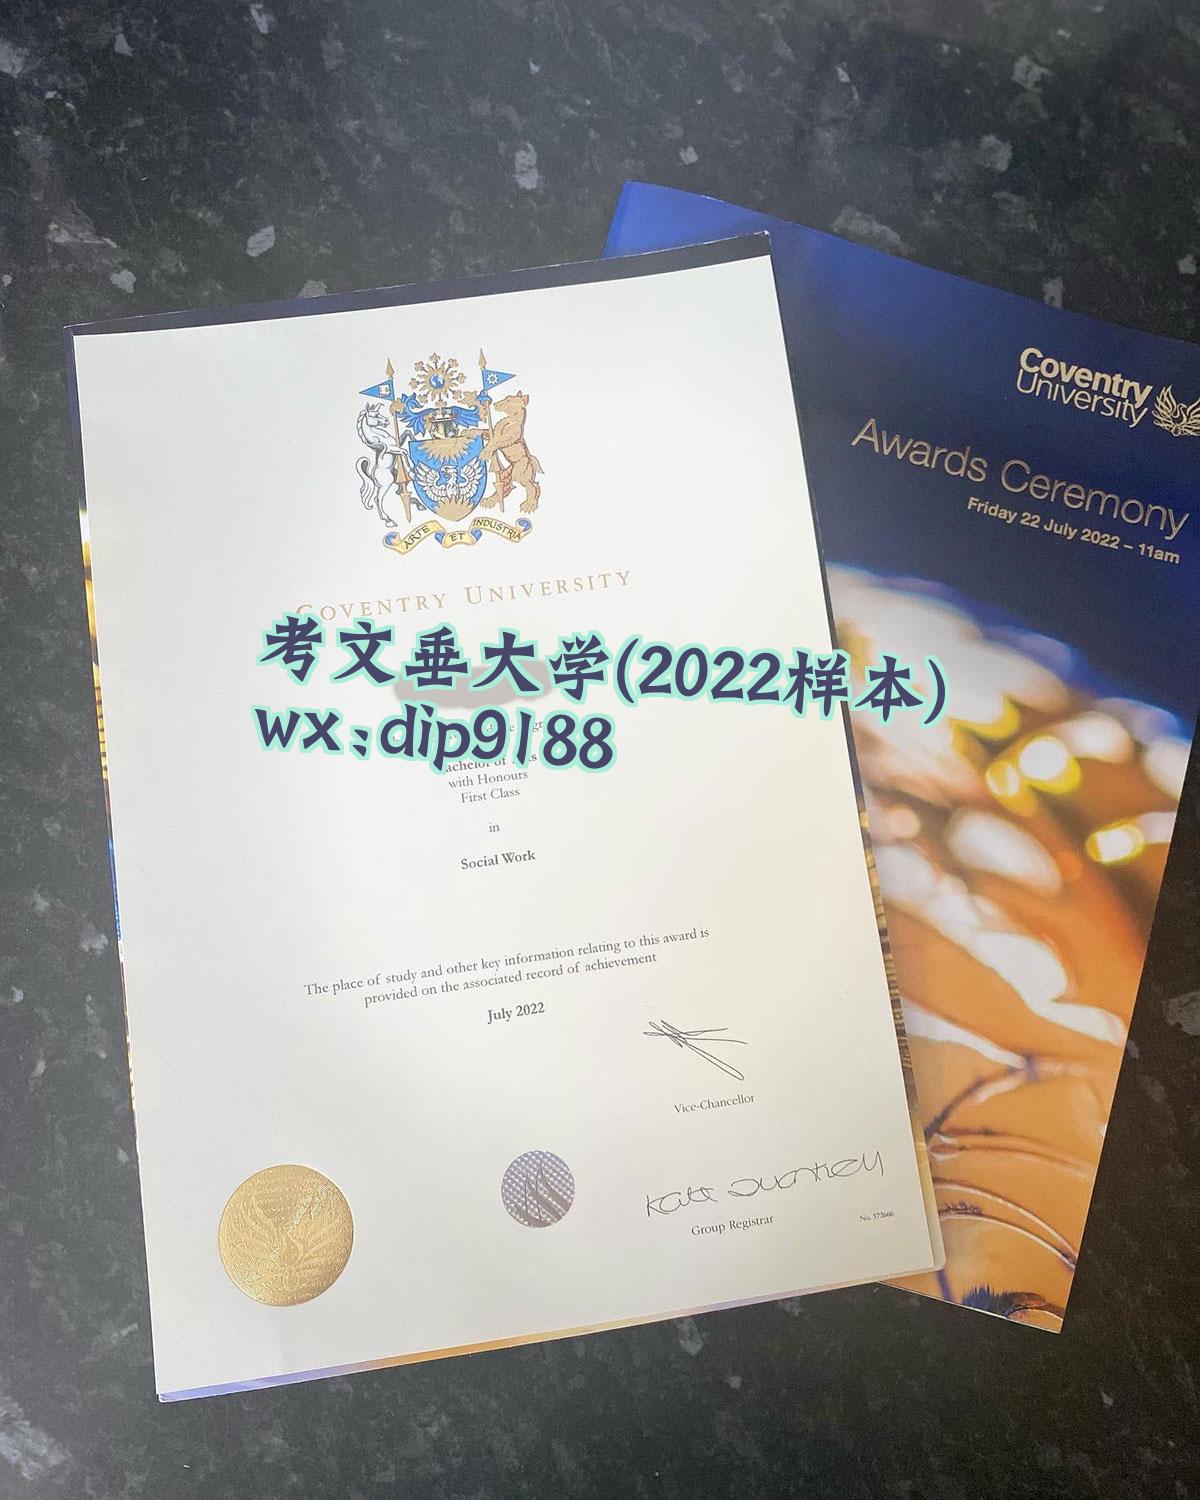 ARTE ET INDUSTRIA
COVENTRY UNIVERSITY
考文垂大学(2022样本)
wx:dip9188
with Honours
First Class
in
Social Work
The place of study and other key information relating to this award is
provided on the associated record of achievement
July 2022
Vice-Chancellor
Group Registrar
No. 372666
Coventry
University
Awards Ceremony
Friday 22 July 2022 – 11am